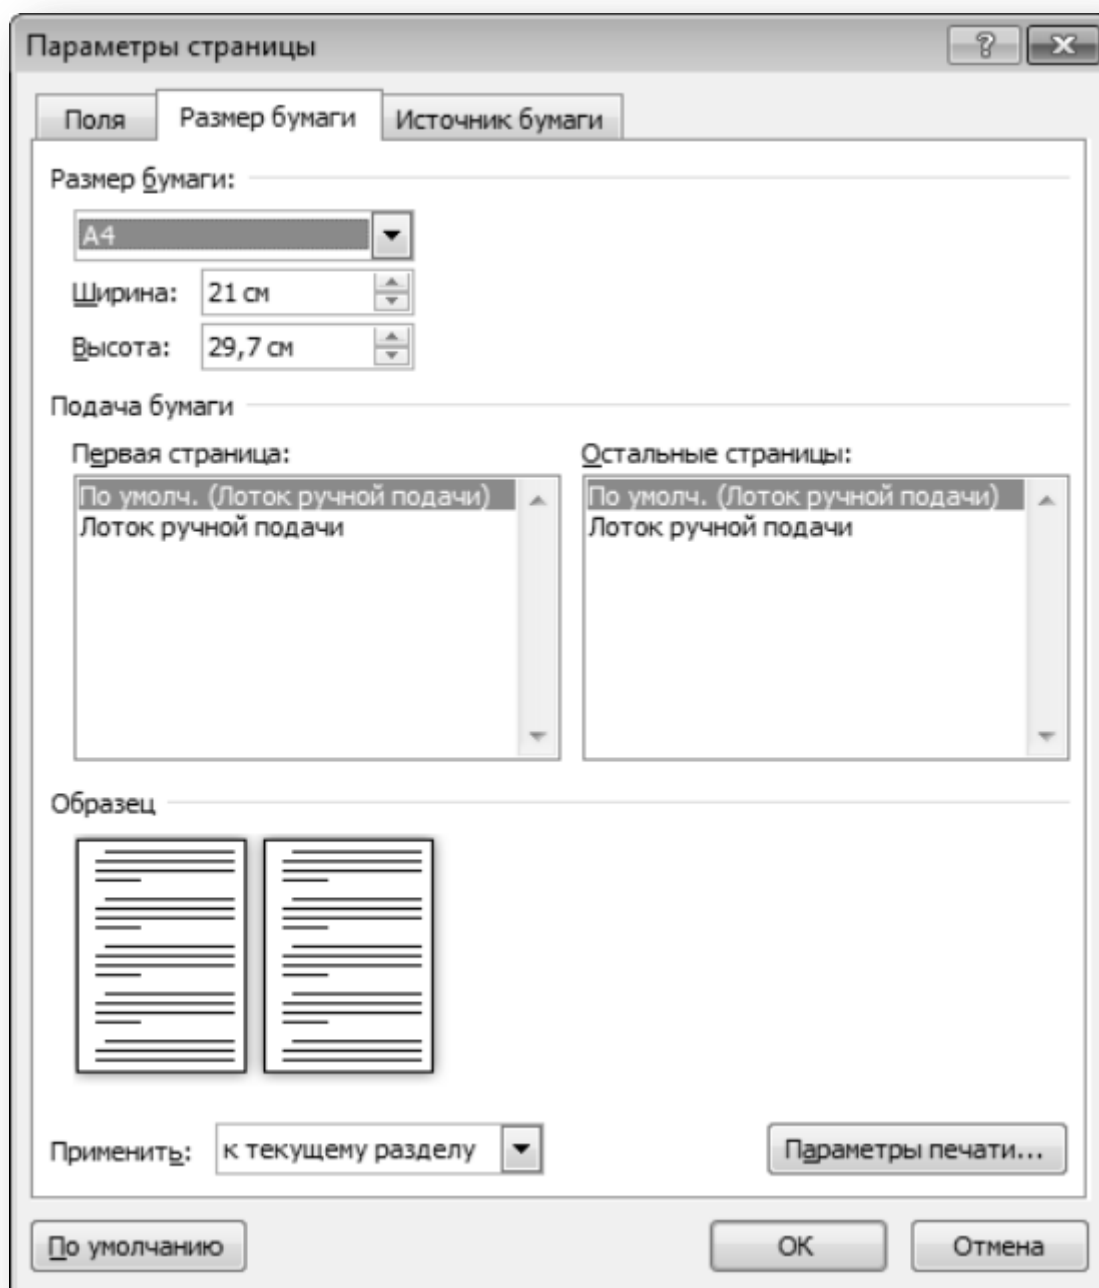 Параметры страницы
Поля Размер бумаги Источник бумаги
Размер бумаги:
A4
Ширина: 21 см
Высота: 29,7 см
Подача бумаги
Первая страница: Остальные страницы:
По умолч. (Лоток ручной подачи) По умолч. (Лоток ручной подачи)
Лоток ручной подачи Лоток ручной подачи
Образец
Применить: к текущему разделу Параметры печати...
По умолчанию ОК Отмена